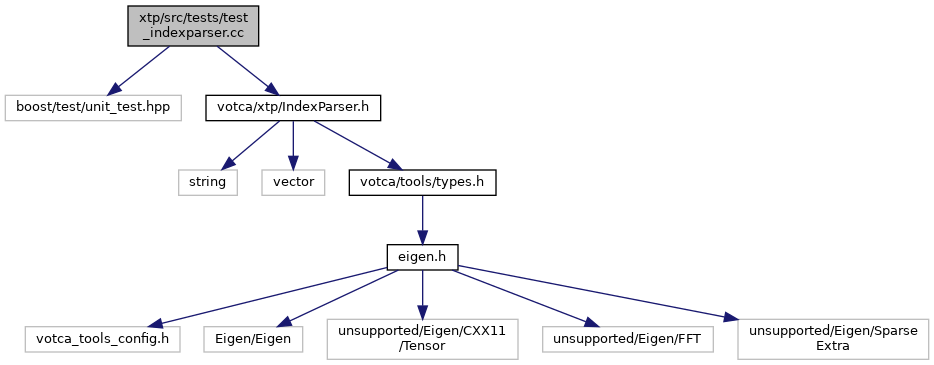 xtp/src/tests/test
_indexparser.cc
boost/test/unit_test.hpp
votca/xtp/IndexParser.h
string
vector
votca/tools/types.h
eigen.h
votca_tools_config.h
Eigen/Eigen
unsupported/Eigen/CXX11
/Tensor
unsupported/Eigen/FFT
unsupported/Eigen/Sparse
Extra